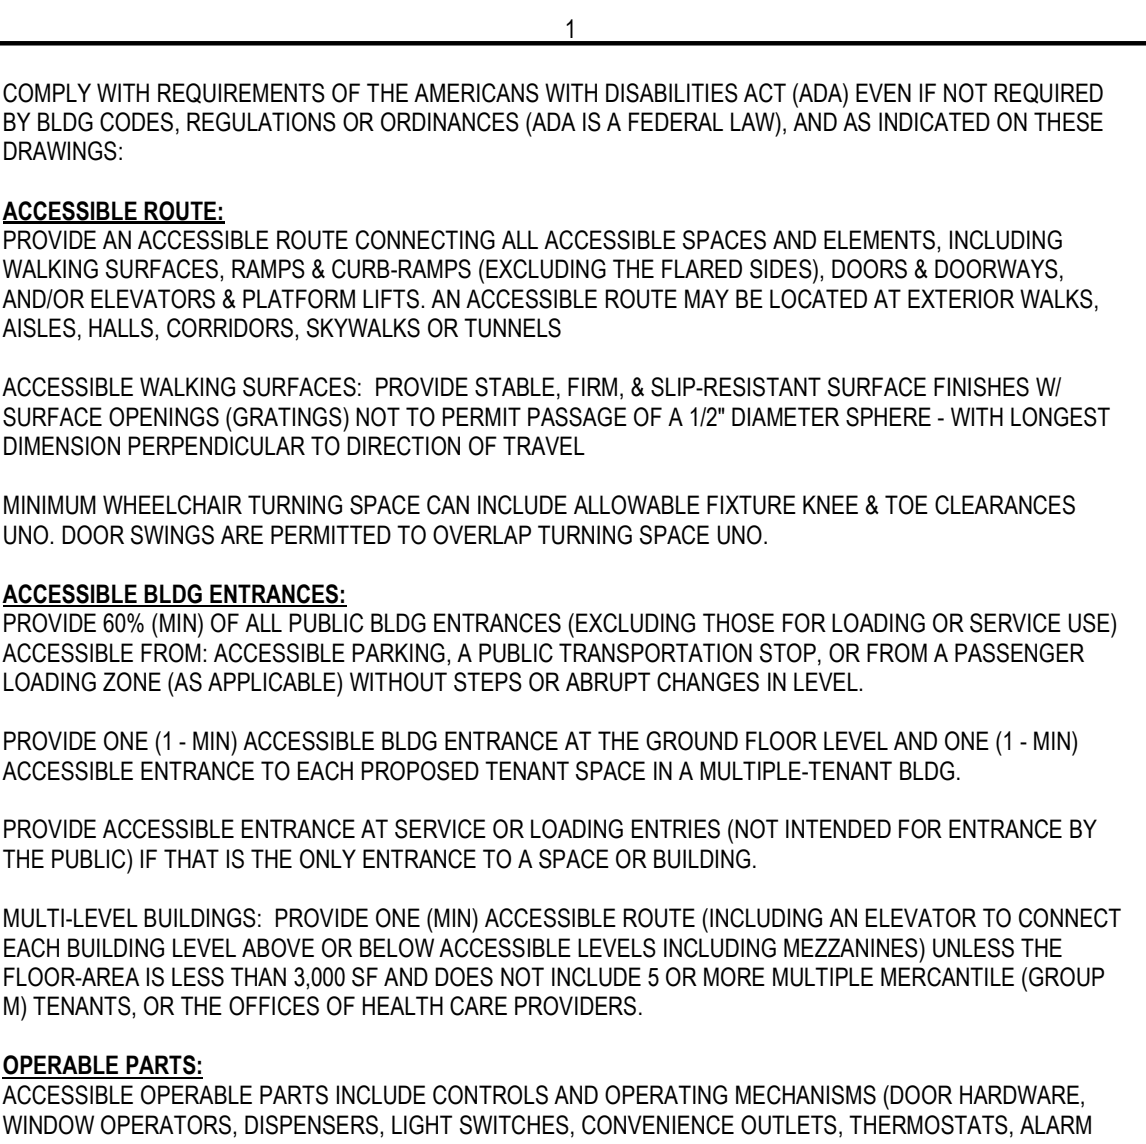 1
COMPLY WITH REQUIREMENTS OF THE AMERICANS WITH DISABILITIES ACT (ADA) EVEN IF NOT REQUIRED
BY BLDG CODES, REGULATIONS OR ORDINANCES (ADA IS A FEDERAL LAW), AND AS INDICATED ON THESE
DRAWINGS:
ACCESSIBLE ROUTE:
PROVIDE AN ACCESSIBLE ROUTE CONNECTING ALL ACCESSIBLE SPACES AND ELEMENTS, INCLUDING
WALKING SURFACES, RAMPS & CURB-RAMPS (EXCLUDING THE FLARED SIDES), DOORS & DOORWAYS,
AND/OR ELEVATORS & PLATFORM LIFTS. AN ACCESSIBLE ROUTE MAY BE LOCATED AT EXTERIOR WALKS,
AISLES, HALLS, CORRIDORS, SKYWALKS OR TUNNELS
ACCESSIBLE WALKING SURFACES:  PROVIDE STABLE, FIRM, & SLIP-RESISTANT SURFACE FINISHES W/
SURFACE OPENINGS (GRATINGS) NOT TO PERMIT PASSAGE OF A 1/2" DIAMETER SPHERE - WITH LONGEST
DIMENSION PERPENDICULAR TO DIRECTION OF TRAVEL
MINIMUM WHEELCHAIR TURNING SPACE CAN INCLUDE ALLOWABLE FIXTURE KNEE & TOE CLEARANCES
UNO. DOOR SWINGS ARE PERMITTED TO OVERLAP TURNING SPACE UNO.
ACCESSIBLE BLDG ENTRANCES:
PROVIDE 60% (MIN) OF ALL PUBLIC BLDG ENTRANCES (EXCLUDING THOSE FOR LOADING OR SERVICE USE)
ACCESSIBLE FROM: ACCESSIBLE PARKING, A PUBLIC TRANSPORTATION STOP, OR FROM A PASSENGER
LOADING ZONE (AS APPLICABLE) WITHOUT STEPS OR ABRUPT CHANGES IN LEVEL.
PROVIDE ONE (1 - MIN) ACCESSIBLE BLDG ENTRANCE AT THE GROUND FLOOR LEVEL AND ONE (1 - MIN)
ACCESSIBLE ENTRANCE TO EACH PROPOSED TENANT SPACE IN A MULTIPLE-TENANT BLDG.
PROVIDE ACCESSIBLE ENTRANCE AT SERVICE OR LOADING ENTRIES (NOT INTENDED FOR ENTRANCE BY
THE PUBLIC) IF THAT IS THE ONLY ENTRANCE TO A SPACE OR BUILDING.
MULTI-LEVEL BUILDINGS:  PROVIDE ONE (MIN) ACCESSIBLE ROUTE (INCLUDING AN ELEVATOR TO CONNECT
EACH BUILDING LEVEL ABOVE OR BELOW ACCESSIBLE LEVELS INCLUDING MEZZANINES) UNLESS THE
FLOOR-AREA IS LESS THAN 3,000 SF AND DOES NOT INCLUDE 5 OR MORE MULTIPLE MERCANTILE (GROUP
M) TENANTS, OR THE OFFICES OF HEALTH CARE PROVIDERS.
OPERABLE PARTS:
ACCESSIBLE OPERABLE PARTS INCLUDE CONTROLS AND OPERATING MECHANISMS (DOOR HARDWARE,
WINDOW OPERATORS, DISPENSERS, LIGHT SWITCHES, CONVENIENCE OUTLETS, THERMOSTATS, ALARM